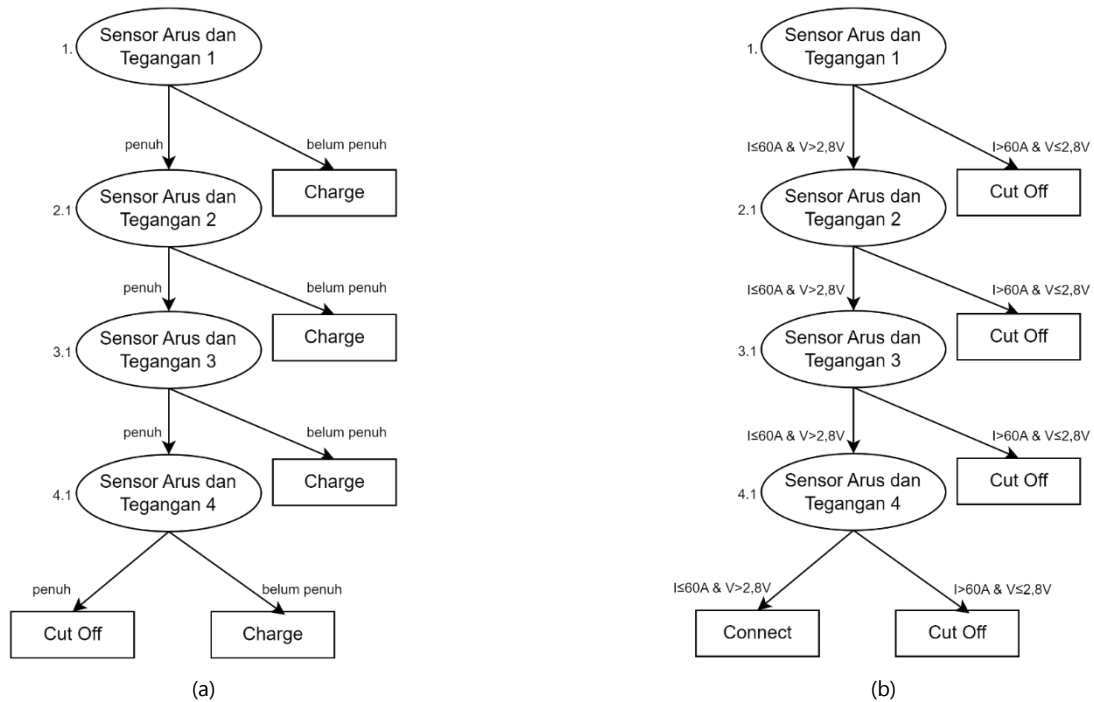 1.
Sensor Arus dan
Tegangan 1
penuh
belum penuh
Charge
2.1
Sensor Arus dan
Tegangan 2
penuh
belum penuh
Charge
3.1
Sensor Arus dan
Tegangan 3
penuh
belum penuh
Charge
4.1
Sensor Arus dan
Tegangan 4
penuh
belum penuh
Cut Off
Charge
(a)
1.
Sensor Arus dan
Tegangan 1
I≤60A & V>2,8V
I>60A & V≤2,8V
Cut Off
2.1
Sensor Arus dan
Tegangan 2
I≤60A & V>2,8V
I>60A & V≤2,8V
Cut Off
3.1
Sensor Arus dan
Tegangan 3
I≤60A & V>2,8V
I>60A & V≤2,8V
Cut Off
4.1
Sensor Arus dan
Tegangan 4
I≤60A & V>2,8V
I>60A & V≤2,8V
Connect
Cut Off
(b)